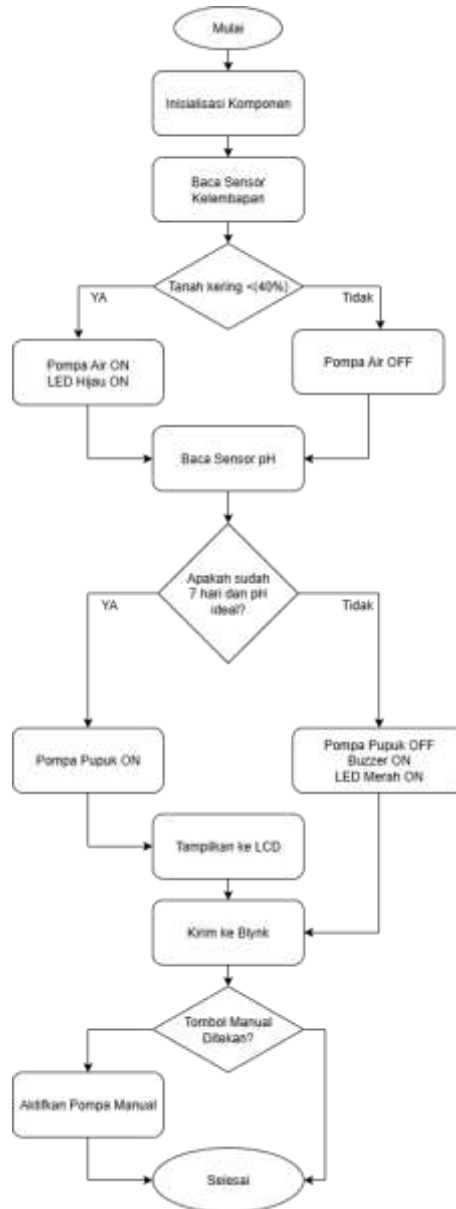 Mulai
Inisialisasi Komponen
Baca Sensor
Kelembapan
Tanah kering <(40%)
YA
Tidak
Pompa Air ON
LED Hijau ON
Pompa Air OFF
Baca Sensor pH
Apakah sudah
7 hari dan pH
ideal?
YA
Tidak
Pompa Pupuk ON
Pompa Pupuk OFF
Buzzer ON
LED Merah ON
Tampilkan ke LCD
Kirim ke Blynk
Tombol Manual
Ditekan?
Aktifkan Pompa Manual
Selesai